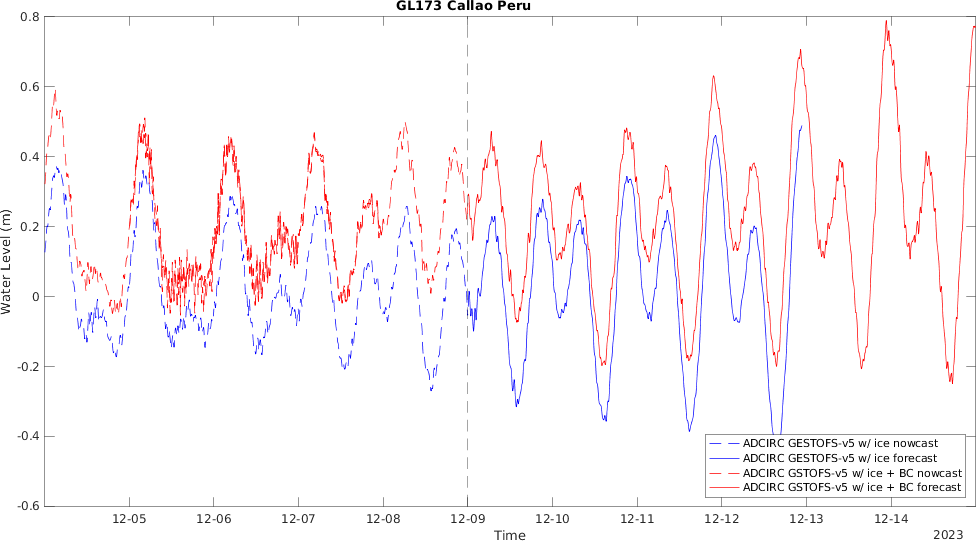 GL173 Callao Peru
Water Level (m)
0.8
0.6
0.4
0.2
0
-0.2
-0.4
-0.6
ADCIRC GESTOFS-v5 w/ ice nowcast
ADCIRC GESTOFS-v5 w/ ice forecast
ADCIRC GSTOFS-v5 w/ ice + BC nowcast
ADCIRC GSTOFS-v5 w/ ice + BC forecast
12-05 12-06 12-07 12-08 12-09 12-10 12-11 12-12 12-13 12-14
Time
2023